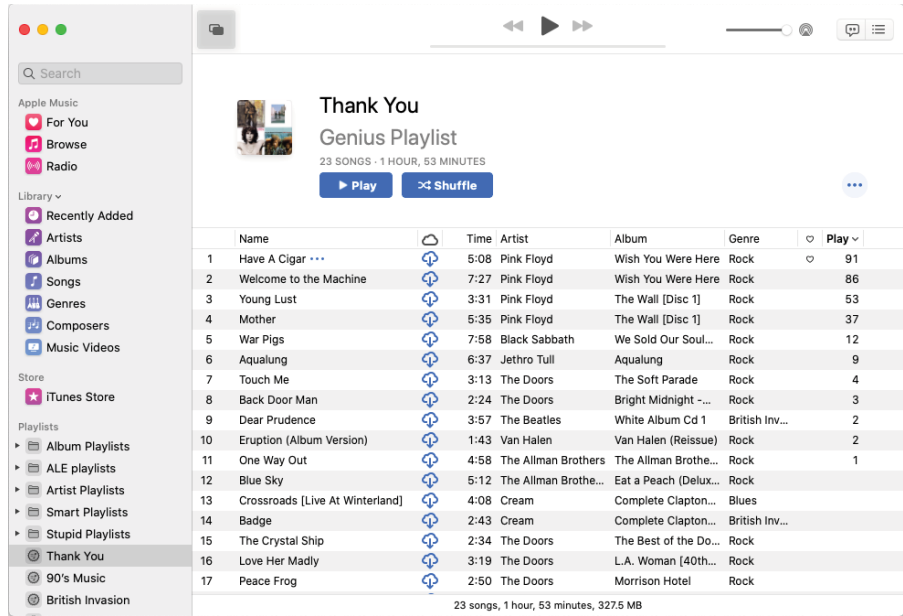 Search
Apple Music
For You
Browse
Radio
Library
Recently Added
Artists
Albums
Songs
Genres
Composers
Music Videos
Store
iTunes Store
Playlists
Album Playlists
ALE playlists
Artist Playlists
Smart Playlists
Stupid Playlists
Thank You
90's Music
British Invasion
Thank You
Genius Playlist
23 SONGS · 1 HOUR, 53 MINUTES
Play Shuffle
Name Time Artist Album Genre Play
1 Have A Cigar ••• 5:08 Pink Floyd Wish You Were Here Rock 91
2 Welcome to the Machine 7:27 Pink Floyd Wish You Were Here Rock 86
3 Young Lust 3:31 Pink Floyd The Wall [Disc 1] Rock 53
4 Mother 5:35 Pink Floyd The Wall [Disc 1] Rock 37
5 War Pigs 7:58 Black Sabbath We Sold Our Soul... Rock 12
6 Aqualung 6:37 Jethro Tull Aqualung Rock 9
7 Touch Me 3:13 The Doors The Soft Parade Rock 4
8 Back Door Man 2:24 The Doors Bright Midnight -... Rock 3
9 Dear Prudence 3:57 The Beatles White Album Cd 1 British Inv... 2
10 Eruption (Album Version) 1:43 Van Halen Van Halen (Reissue) Rock 2
11 One Way Out 4:58 The Allman Brothers The Allman Brothe... Rock 1
12 Blue Sky 5:12 The Allman Brothe... Eat a Peach (Delux... Rock
13 Crossroads [Live At Winterland] 4:08 Cream Complete Clapton... Blues
14 Badge 2:43 Cream Complete Clapton... British Inv...
15 The Crystal Ship 2:34 The Doors The Best of the Do... Rock
16 Love Her Madly 3:19 The Doors L.A. Woman [40th... Rock
17 Peace Frog 2:50 The Doors Morrison Hotel Rock
23 songs, 1 hour, 53 minutes, 327.5 MB